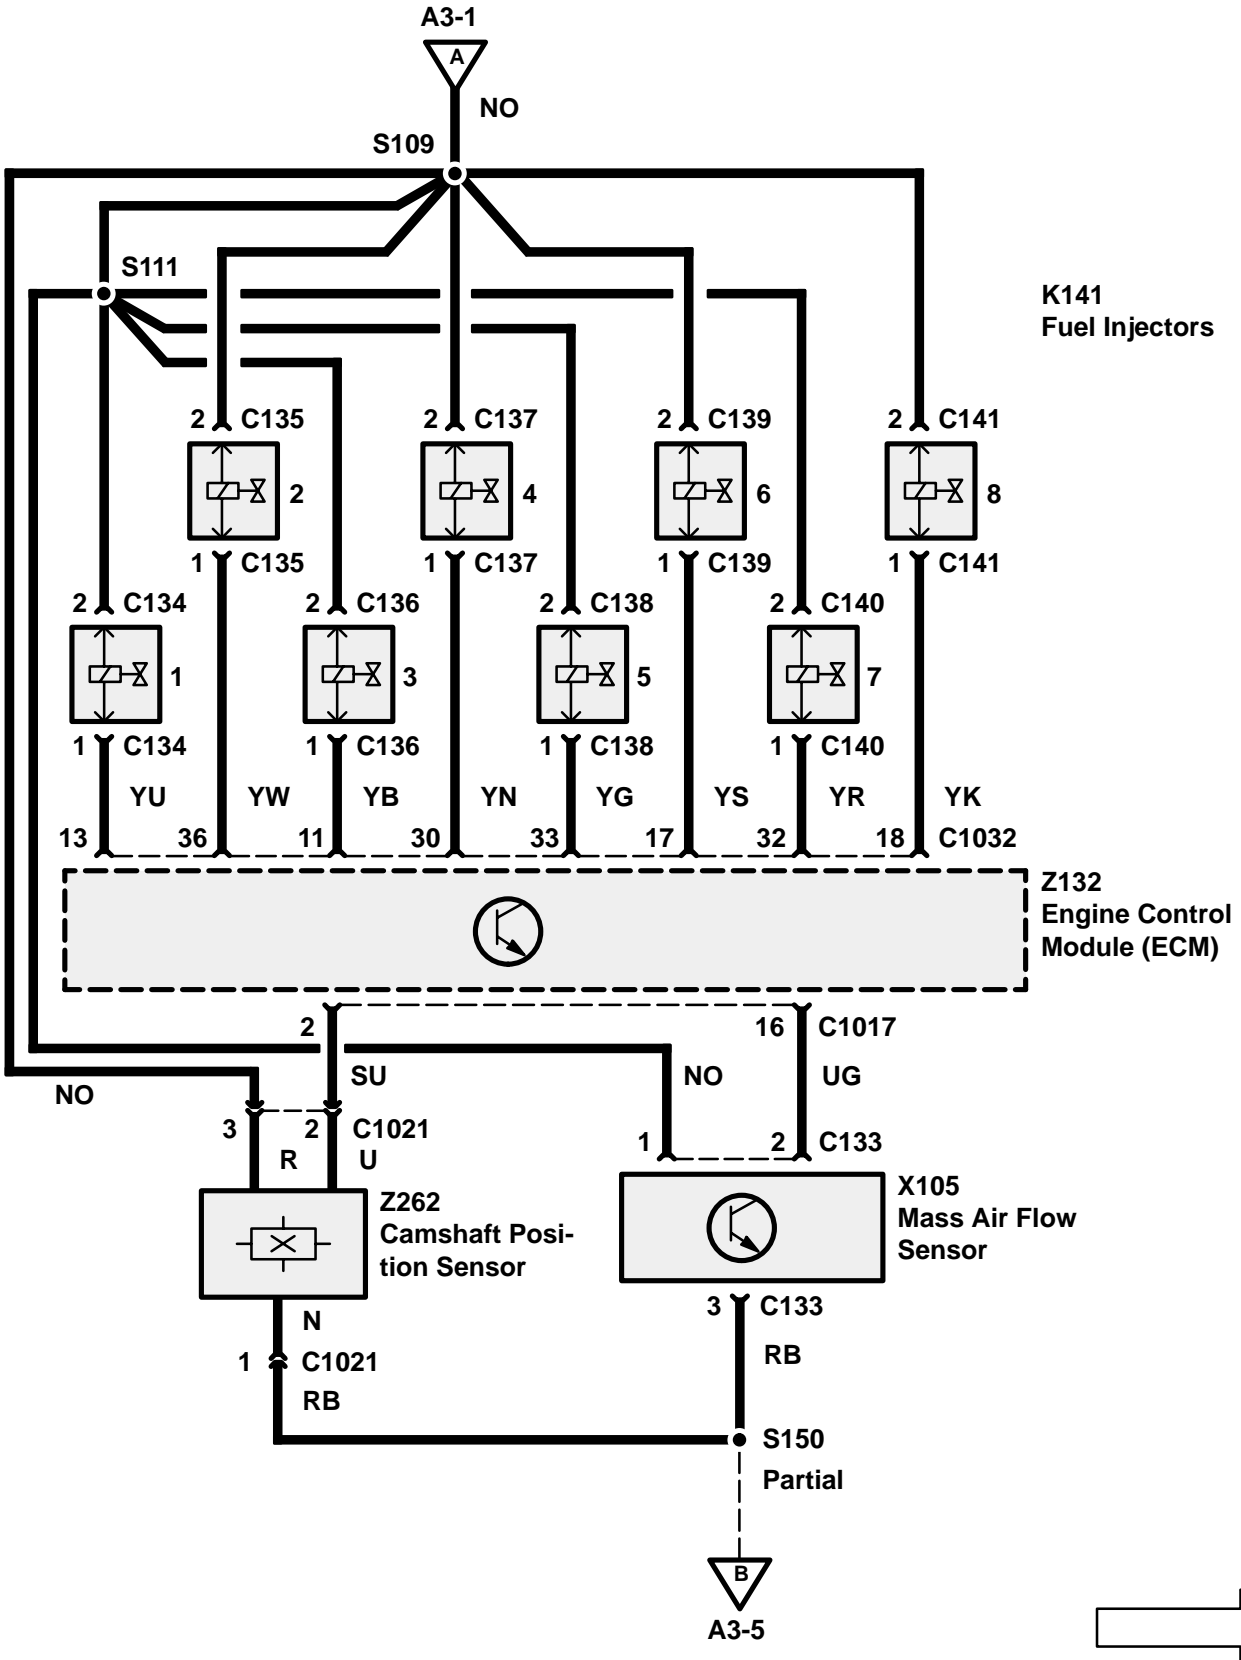 A3-1
A
NO
S109
S111
K141
Fuel Injectors
2 C135
2 C137
2 C139
2 C141
2
4
6
8
1 C135
1 C137
1 C139
1 C141
2 C134
2 C136
2 C138
2 C140
1
3
5
7
1 C134
1 C136
1 C138
1 C140
YU YW YB YN YG YS YR YK
13 36 11 30 33 17 32 18 C1032
Z132
Engine Control
Module (ECM)
2
16 C1017
SU
NO
UG
NO
3 2 C1021
1 2 C133
R U
Z262
Camshaft Posi-
tion Sensor
X105
Mass Air Flow
Sensor
N
3 C133
1 C1021
RB
RB
S150
Partial
B
A3-5